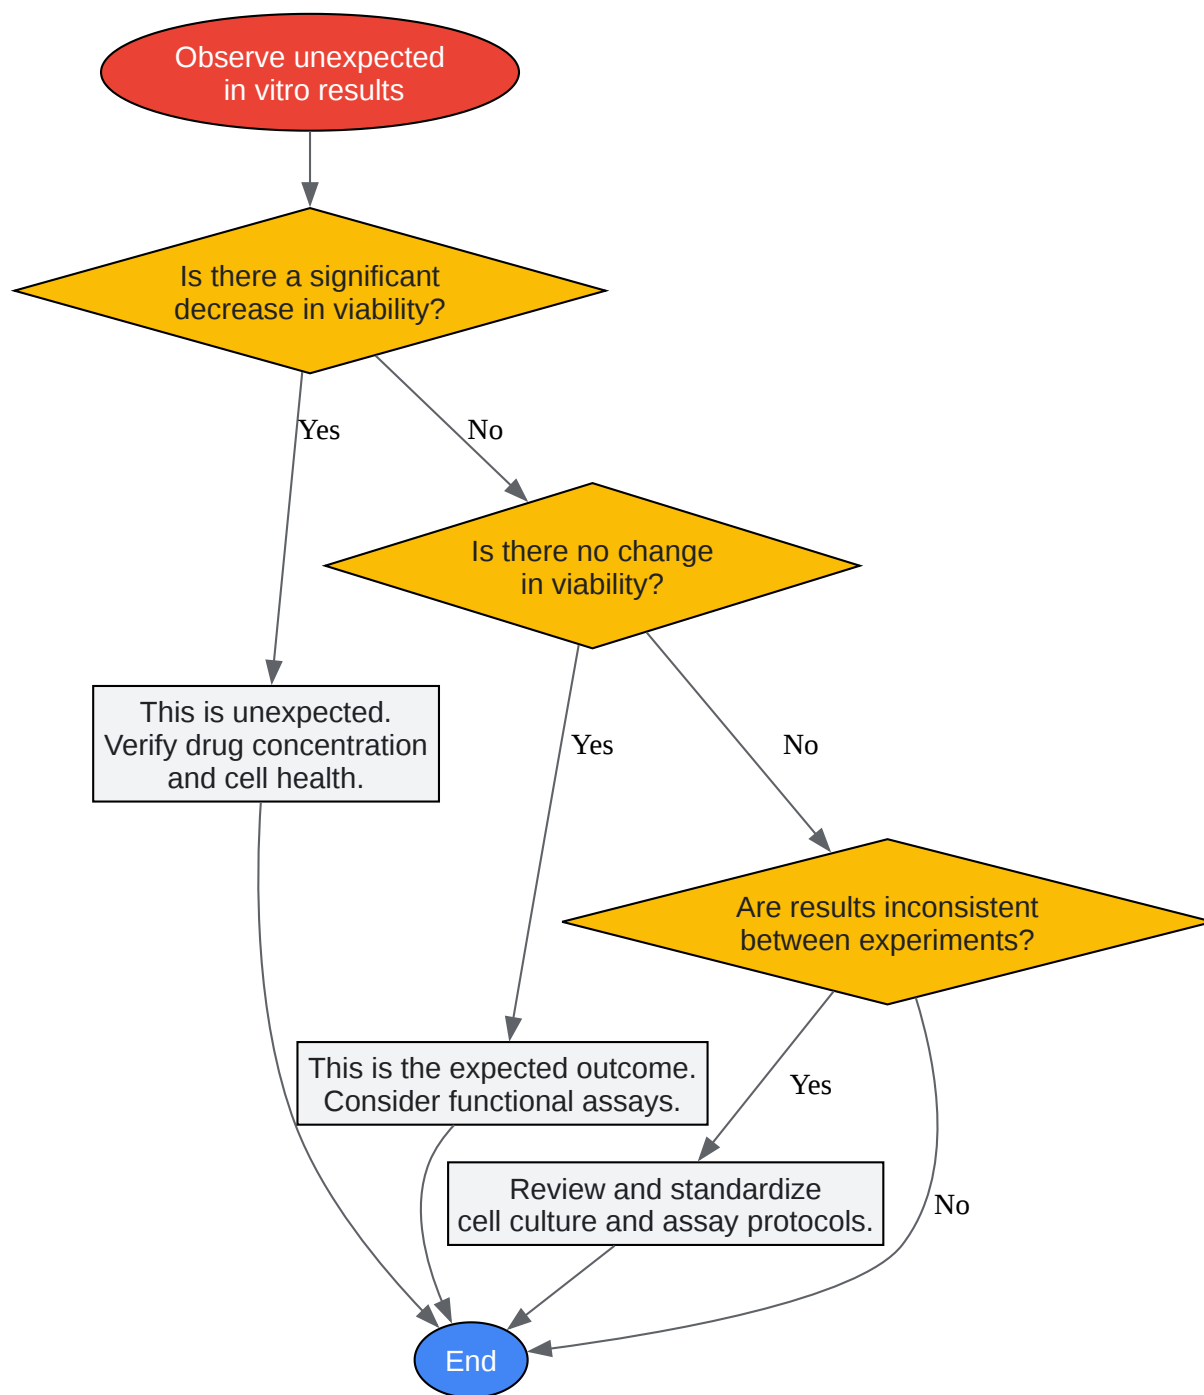 Observe unexpected
in vitro results
Is there a significant
decrease in viability?
Yes
No
Is there no change
in viability?
This is unexpected.
Verify drug concentration
and cell health.
Yes
No
Are results inconsistent
between experiments?
This is the expected outcome.
Consider functional assays.
Yes
Review and standardize
cell culture and assay protocols.
No
End